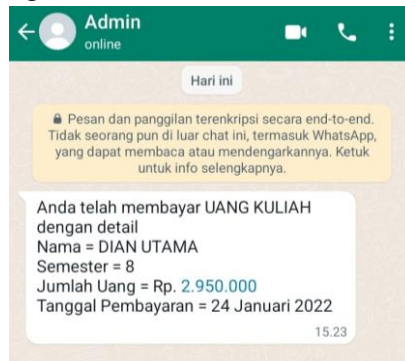 Admin
online
Hari ini
Pesan dan panggilan terenkripsi secara end-to-end.
Tidak seorang pun di luar chat ini, termasuk WhatsApp,
yang dapat membaca atau mendengarkannya. Ketuk
untuk info selengkapnya.
Anda telah membayar UANG KULIAH
dengan detail
Nama = DIAN UTAMA
Semester = 8
Jumlah Uang = Rp. 2.950.000
Tanggal Pembayaran = 24 Januari 2022
15.23